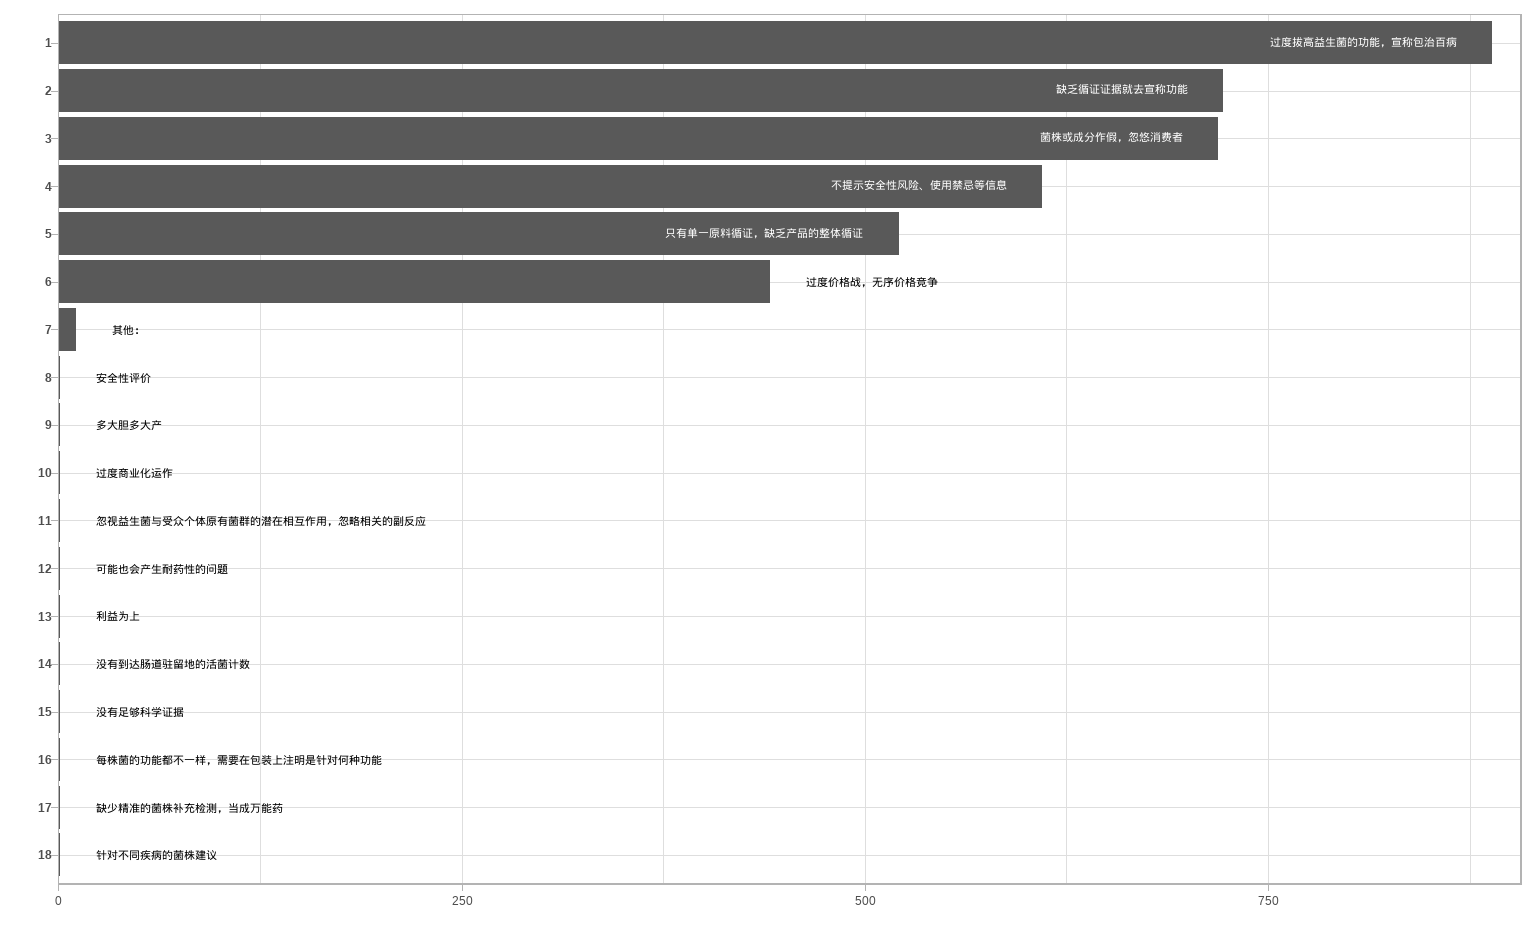 1 过度拔高益生菌的功能，宣称包治百病
2 缺乏循证证据就去宣称功能
3 菌株或成分作假，忽悠消费者
4 不提示安全性风险、使用禁忌等信息
5 只有单一原料循证，缺乏产品的整体循证
6 过度价格战，无序价格竞争
7 其他：
8 安全性评价
9 多大胆多大产
10 过度商业化运作
11 忽视益生菌与受众个体原有菌群的潜在相互作用，忽略相关的副反应
12 可能也会产生耐药性的问题
13 利益为上
14 没有到达肠道驻留地的活菌计数
15 没有足够科学证据
16 每株菌的功能都不一样，需要在包装上注明是针对何种功能
17 缺少精准的菌株补充检测，当成万能药
18 针对不同疾病的菌株建议
0 250 500 750